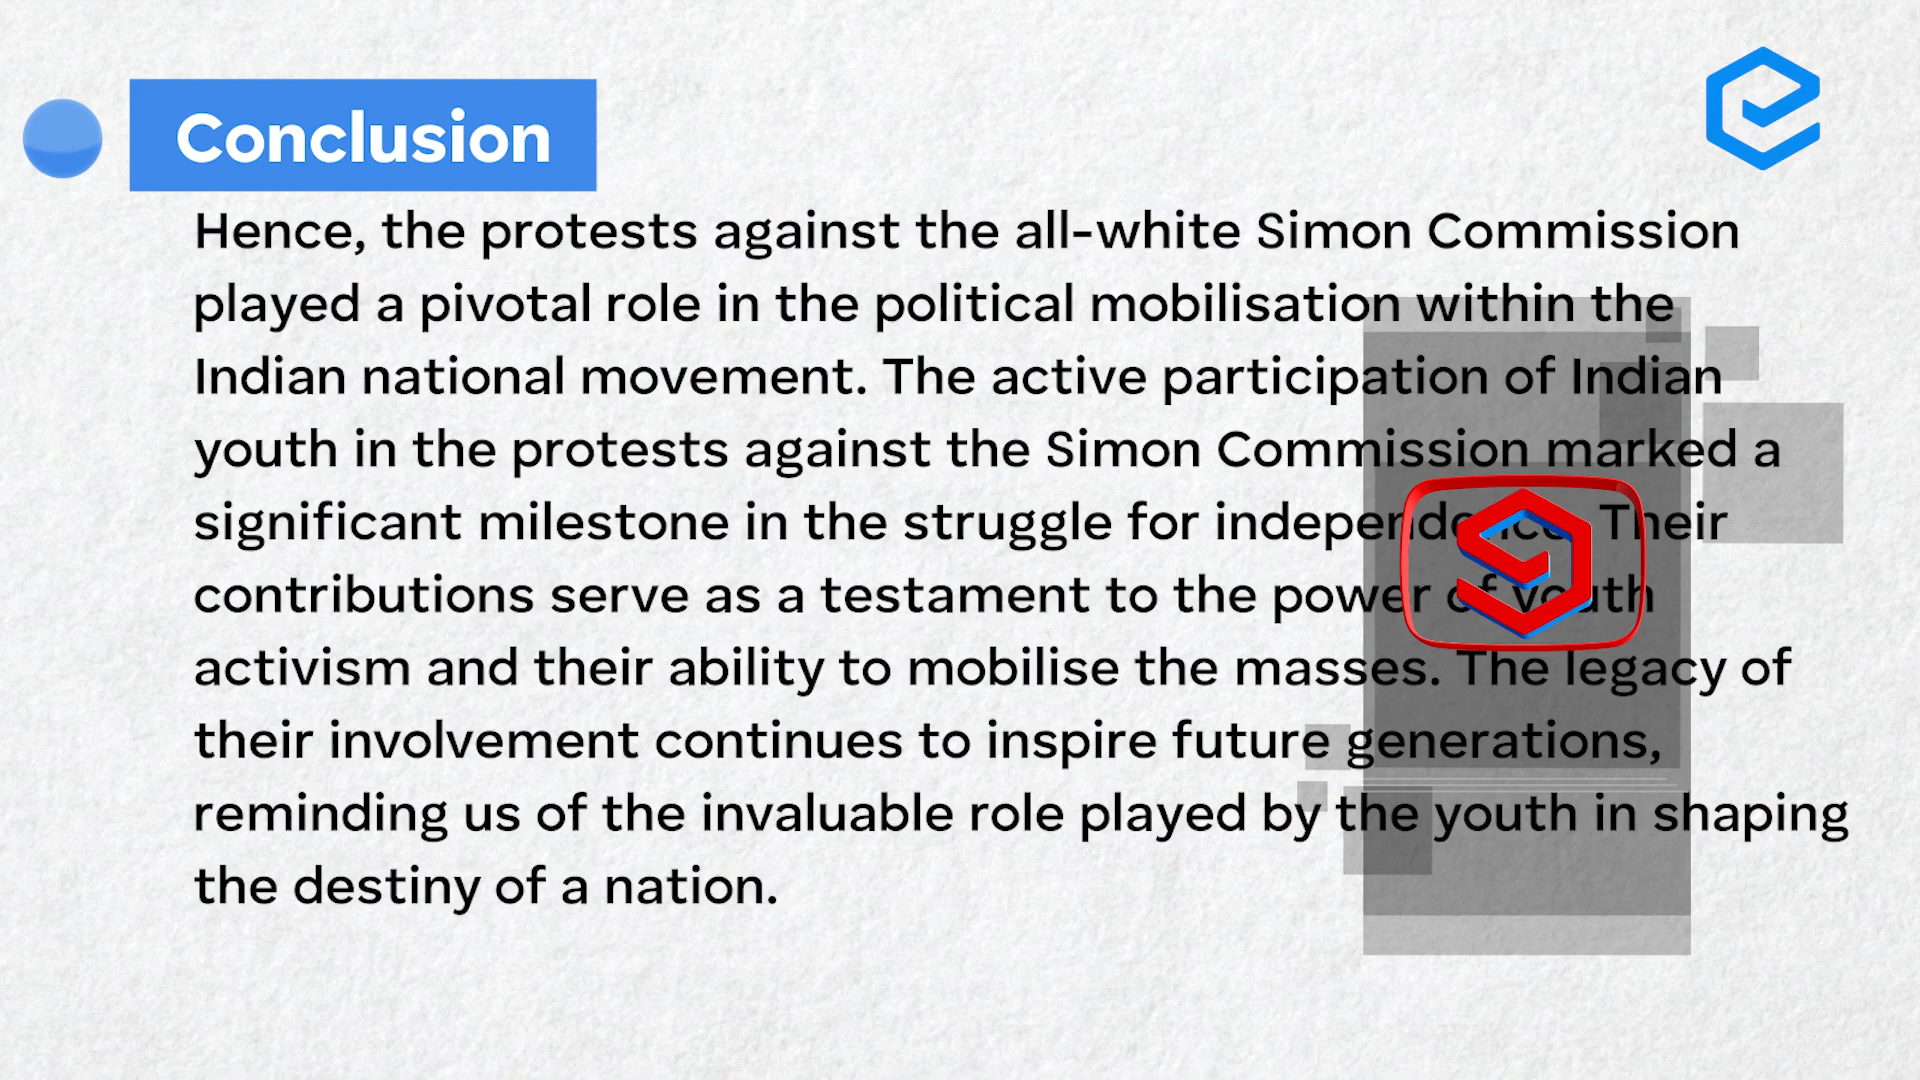 Conclusion
Hence, the protests against the all-white Simon Commission
played a pivotal role in the political mobilisation within the
Indian national movement. The active participation of Indian
youth in the protests against the Simon Commission marked a
significant milestone in the struggle for independence. Their
contributions serve as a testament to the power of youth
activism and their ability to mobilise the masses. The legacy of
their involvement continues to inspire future generations,
reminding us of the invaluable role played by the youth in shaping
the destiny of a nation.